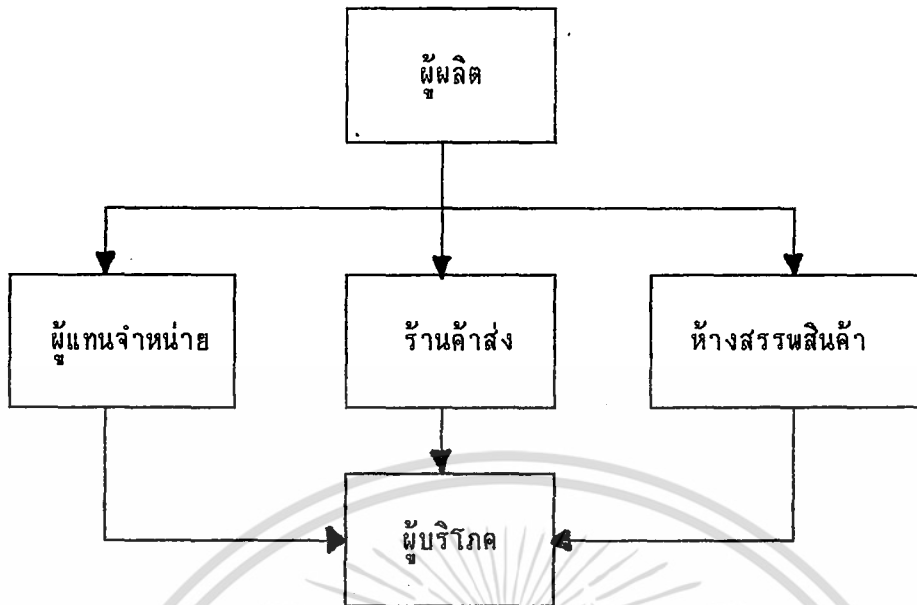 ผู้ผลิต
ผู้แทนจำหน่าย
ร้านค้าส่ง
ห้างสรรพสินค้า
ผู้บริโภค